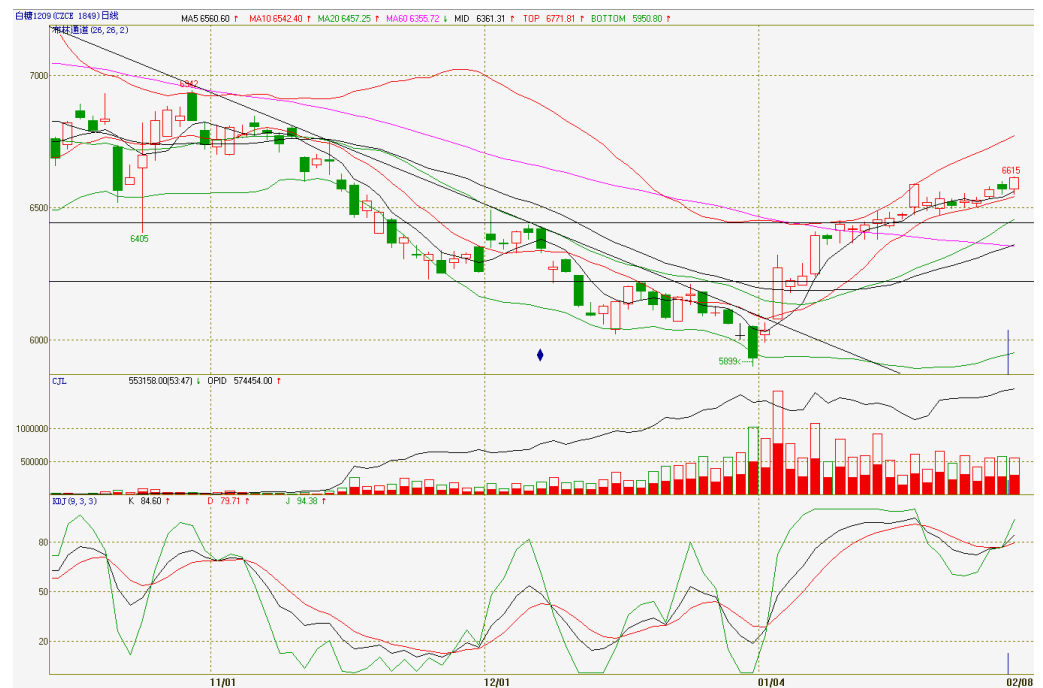 白糖1209(CZCE 1849)日线 MA5 6560.60 ↑ MA10 6542.40 ↑ MA20 6457.25 ↑ MA60 6355.72 ↓ MID 6361.31 ↑ TOP 6771.81 ↑ BOTTOM 5950.80 ↑
布林通道(26,26,2)
7000
6942
6615
6500
6405
6000
5899
CJL 553158.00(53:47) ↓ OPID 574454.00 ↑
1000000
500000
KDJ(9,3,3) K 84.60 ↑ D 79.71 ↑ J 94.38 ↑
80
50
20
11/01 12/01 01/04 02/08